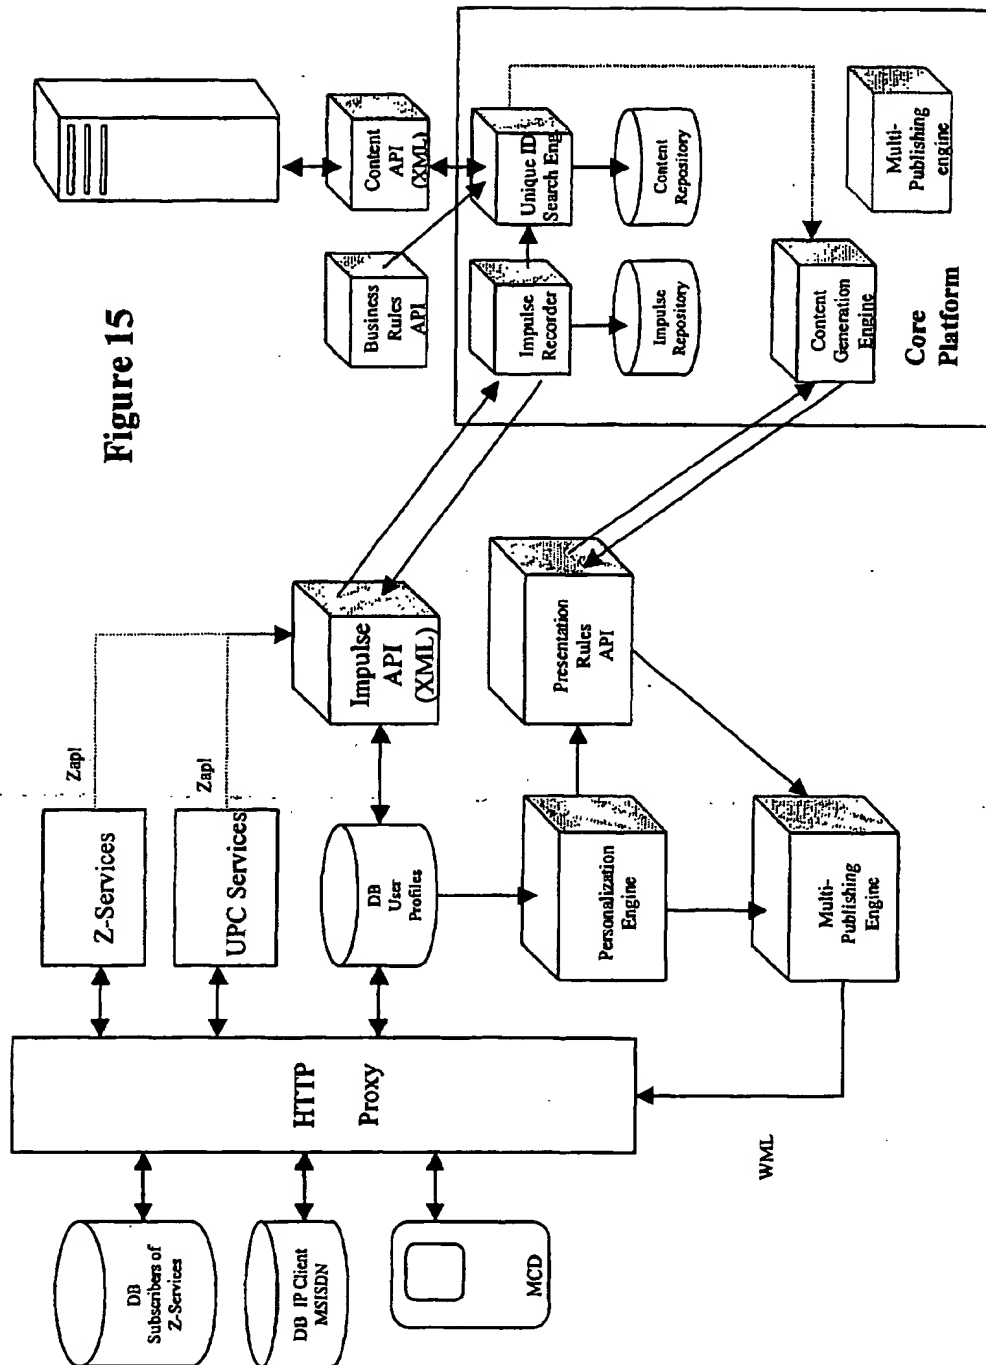 Figure 15
DB
Subscribers of
Z-Services
DB IP Client
MSISDN
MCD
HTTP
Proxy
WML
Z-Services
UPC Services
Zap!
Zap!
DB
User
Profiles
Personalization
Engine
Multi-
Publishing
Engine
Impulse
API
(XML)
Presentation
Rules
API
Business
Rules
API
Content
API
(XML)
Impulse
Recorder
Unique ID
Search Eng.
Impulse
Repository
Content
Repository
Content
Generation
Engine
Multi-
Publishing
engine
Core
Platform